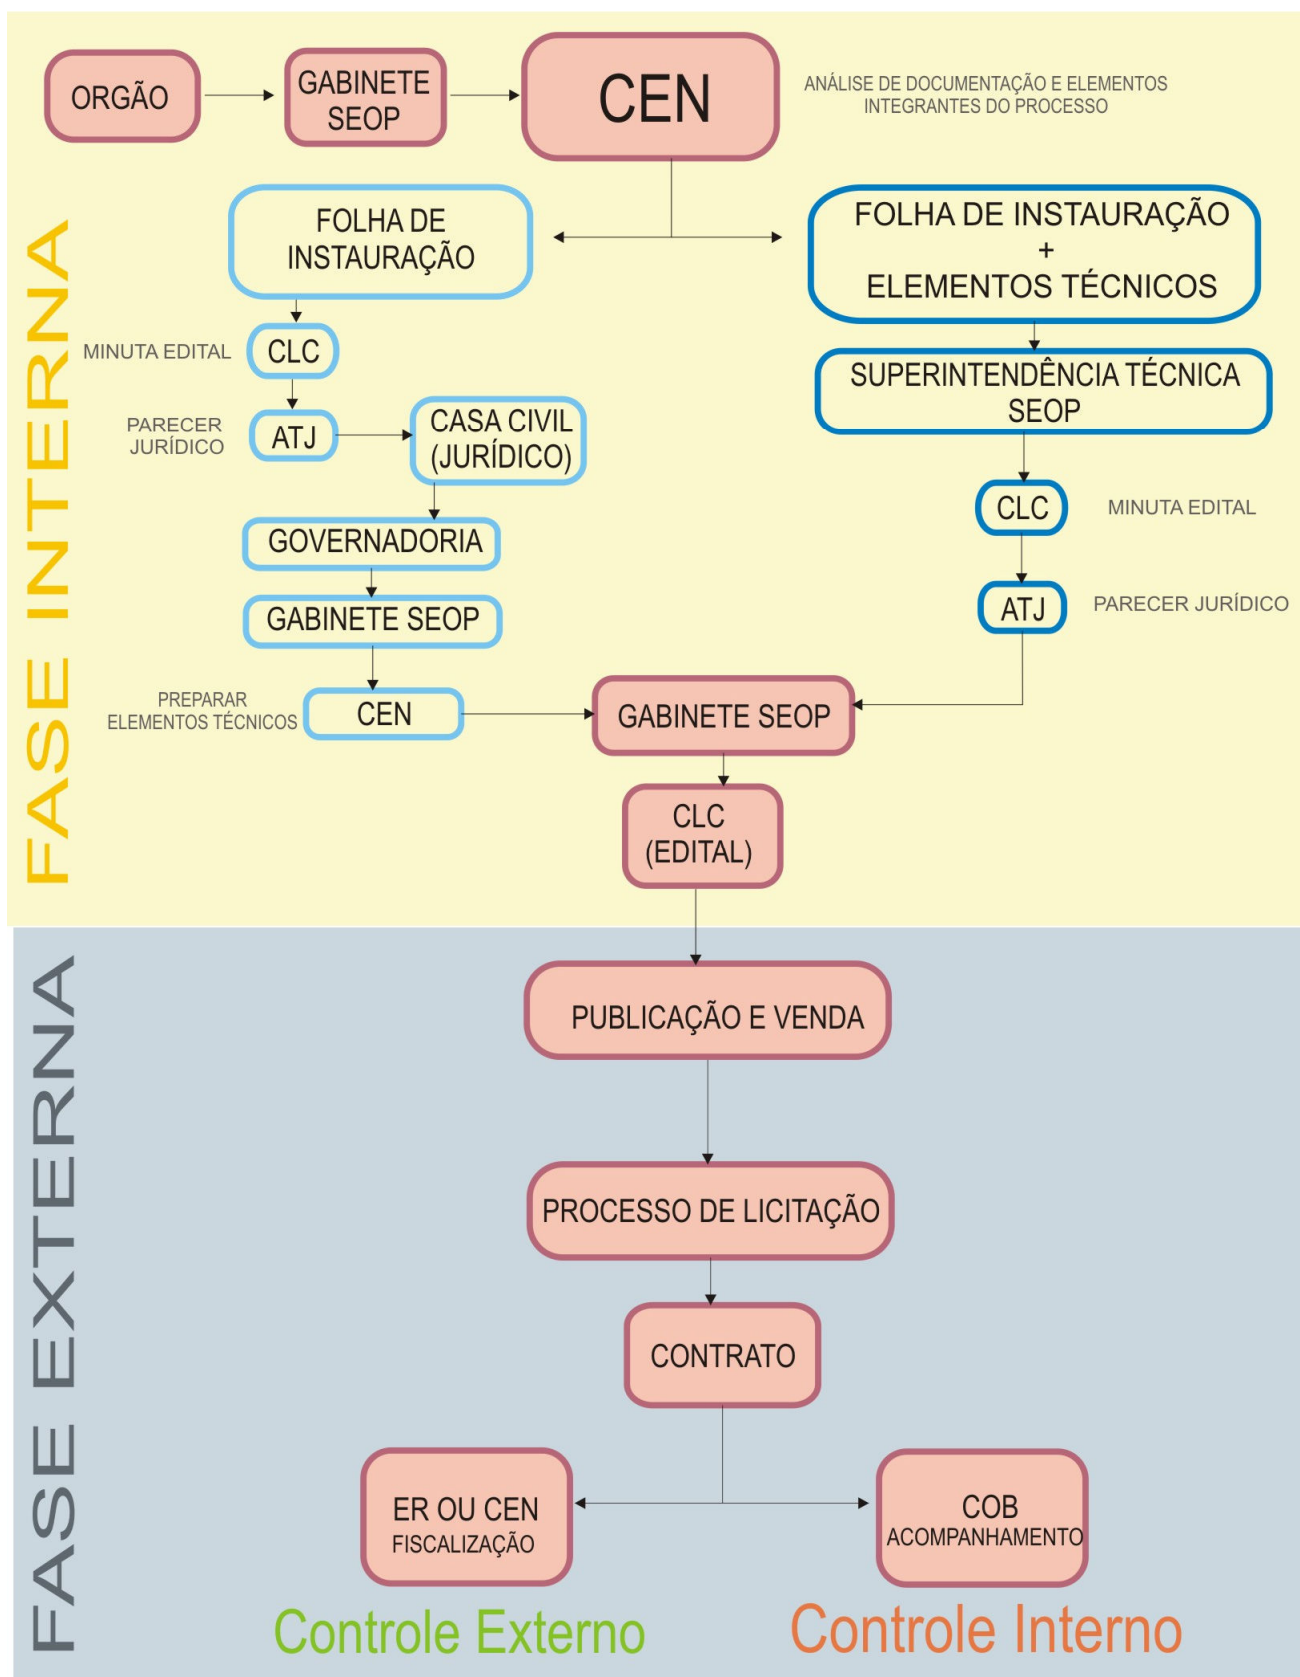 ORGÃO
GABINETE
SEOP
CEN
ANÁLISE DE DOCUMENTAÇÃO E ELEMENTOS
INTEGRANTES DO PROCESSO
FASE INTERNA
FOLHA DE
INSTAURAÇÃO
MINUTA EDITAL
CLC
PARECER
JURÍDICO
ATJ
CASA CIVIL
(JURÍDICO)
GOVERNADORIA
GABINETE SEOP
PREPARAR
ELEMENTOS TÉCNICOS
CEN
FOLHA DE INSTAURAÇÃO
+
ELEMENTOS TÉCNICOS
SUPERINTENDÊNCIA TÉCNICA
SEOP
CLC
MINUTA EDITAL
ATJ
PARECER JURÍDICO
GABINETE SEOP
CLC
(EDITAL)
FASE EXTERNA
PUBLICAÇÃO E VENDA
PROCESSO DE LICITAÇÃO
CONTRATO
ER OU CEN
FISCALIZAÇÃO
Controle Externo
COB
ACOMPANHAMENTO
Controle Interno